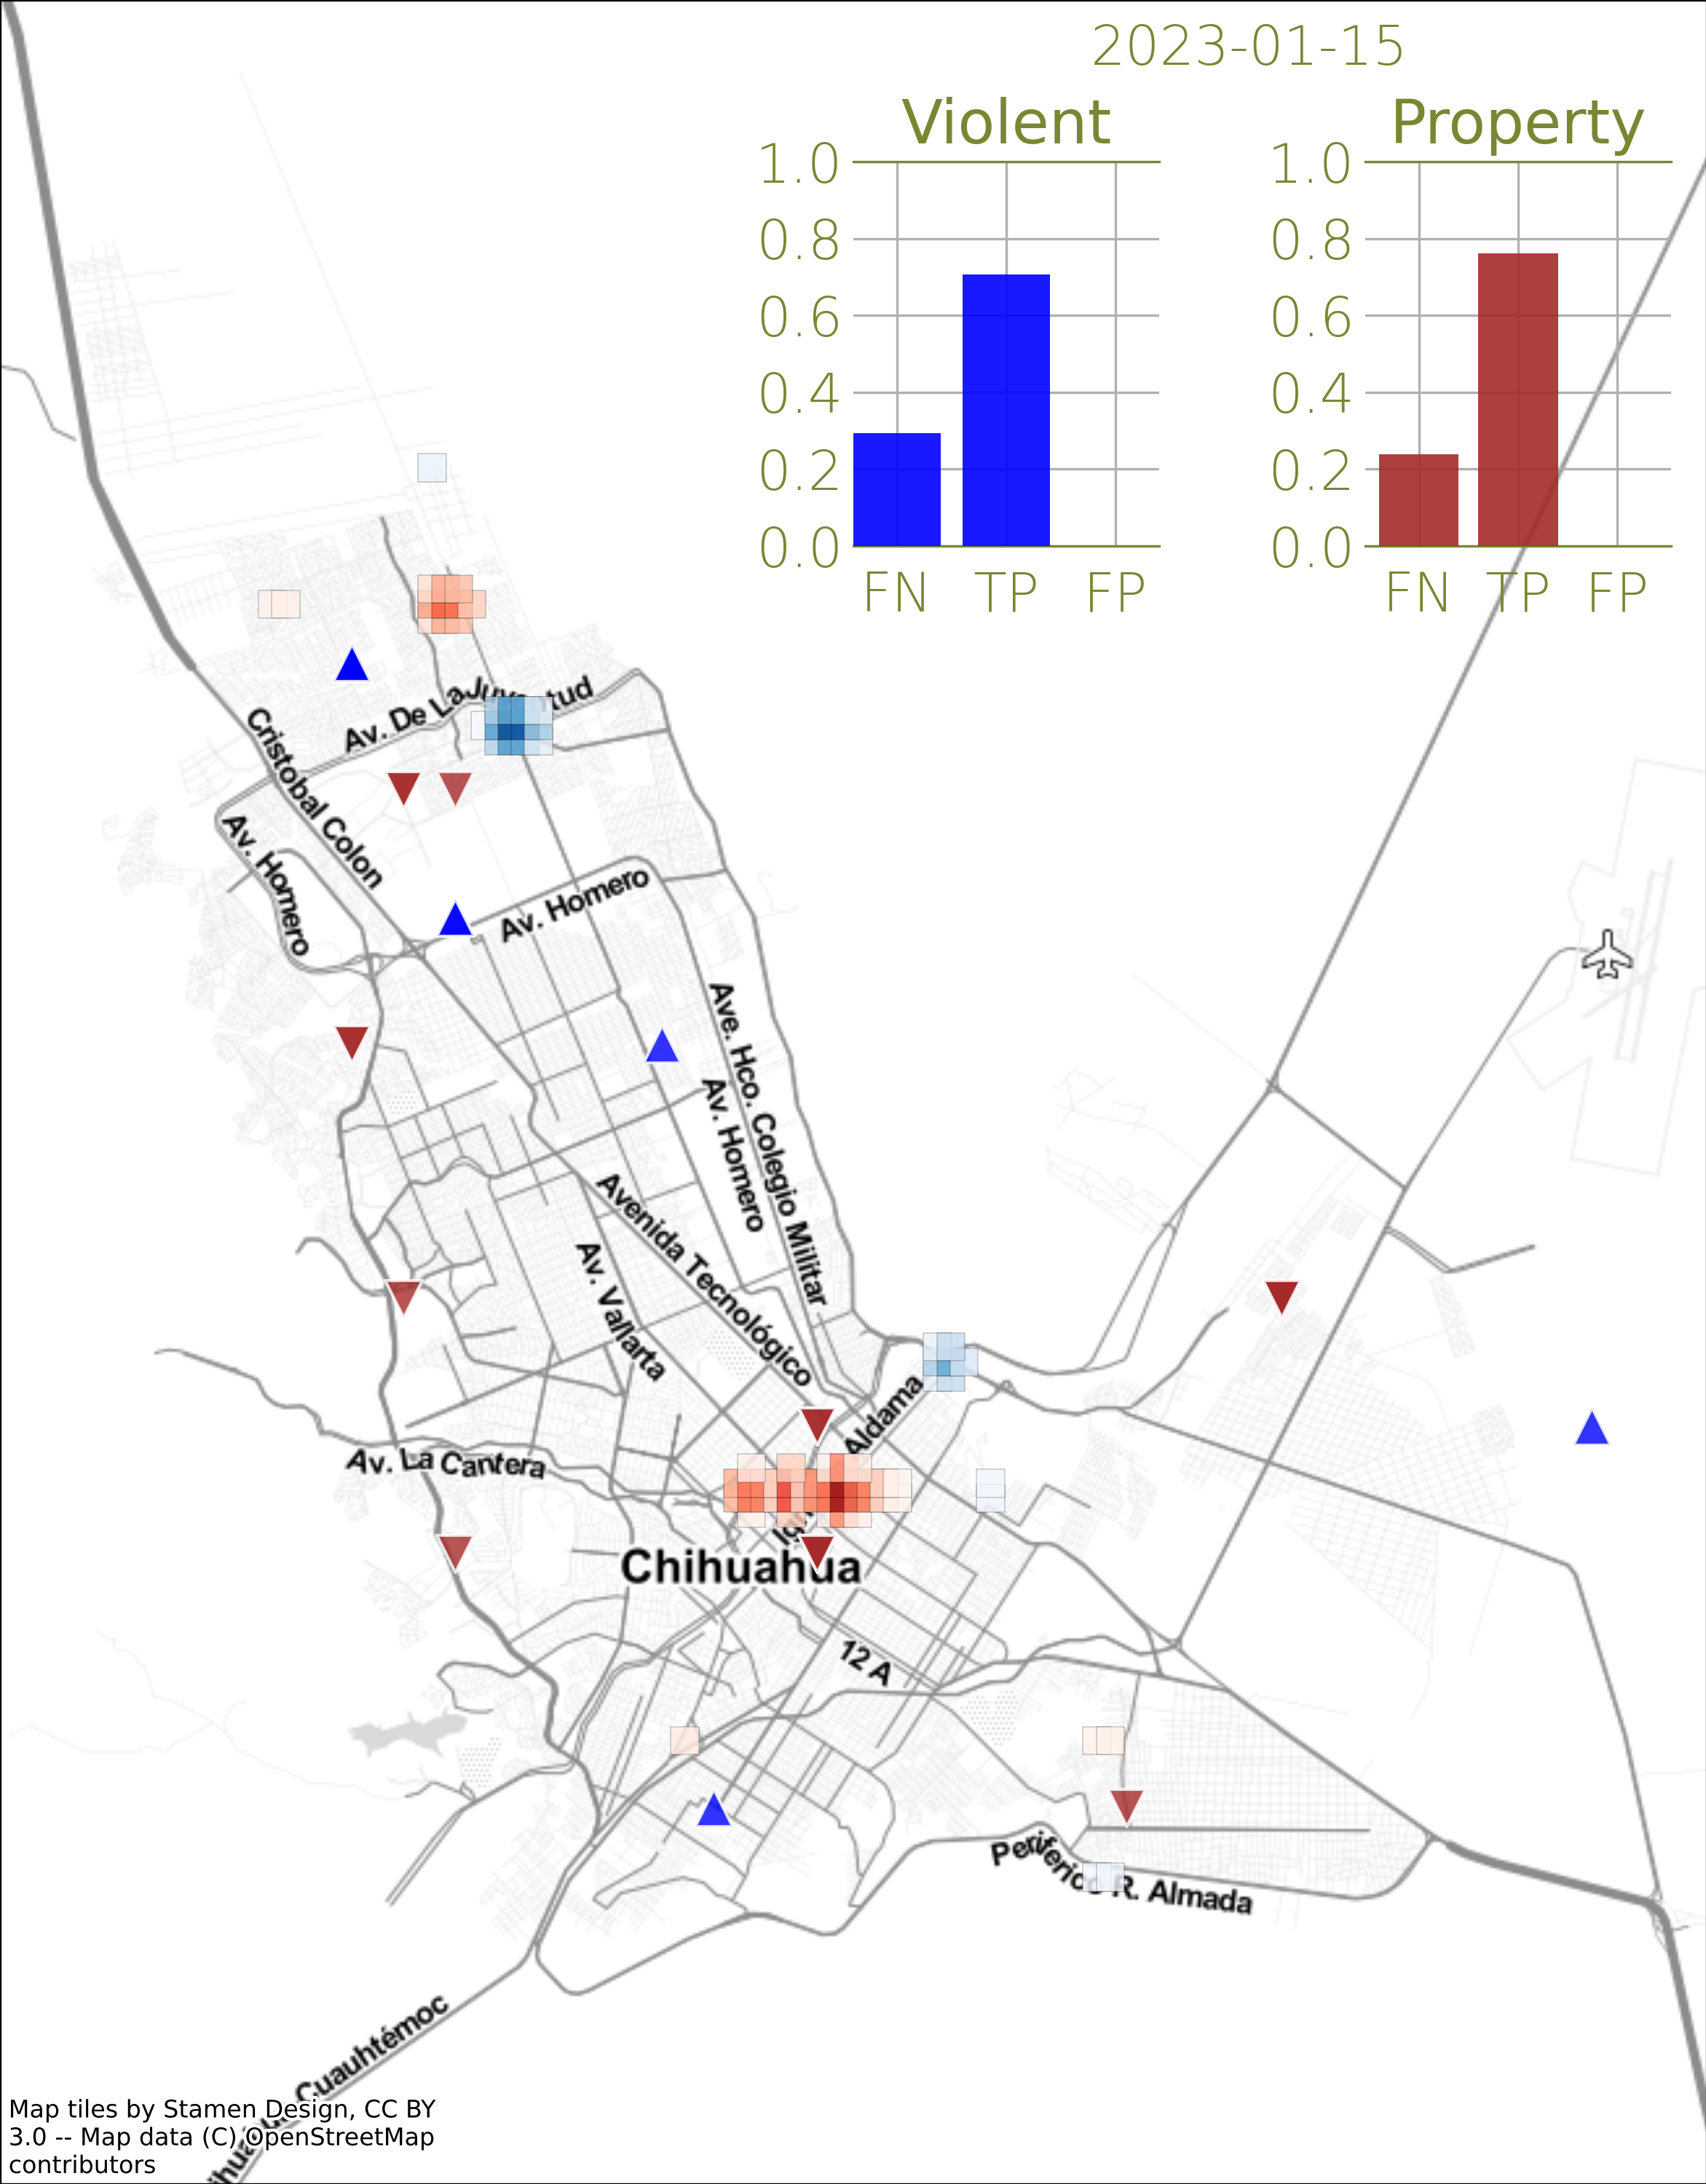 2023-01-15
Violent
Property
1.0
0.8
0.6
0.4
0.2
0.0
FN TP FP
1.0
0.8
0.6
0.4
0.2
0.0
FN TP FP
Av. De La
Cristobal Colon
Av. Homero
Av. Homero
Ave. Hco. Colegio Militar
Av. Homero
Avenida Tecnológico
Av. Vallarta
Aldama
Av. La Cantera
Chihuahua
12 A
Periferico R. Almada
Cuauhtémoc
Map tiles by Stamen Design, CC BY
3.0 -- Map data (C) OpenStreetMap
contributors